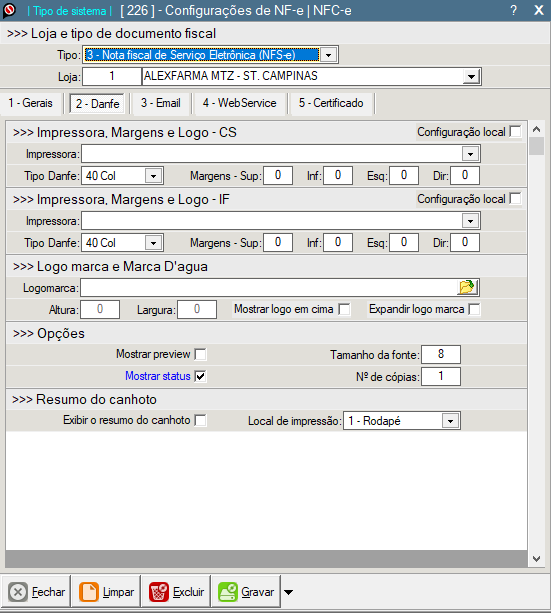 | Tipo de sistema | [ 226 ] - Configurações de NF-e | NFC-e ? X
>>> Loja e tipo de documento fiscal
Tipo: 3 - Nota fiscal de Serviço Eletrônica (NFS-e)
Loja: 1 ALEXFARMA MTZ - ST. CAMPINAS
1 - Gerais 2 - Danfe 3 - Email 4 - WebService 5 - Certificado
>>> Impressora, Margens e Logo - CS Configuração local
Impressora:
Tipo Danfe: 40 Col Margens - Sup: 0 Inf: 0 Esq: 0 Dir: 0
>>> Impressora, Margens e Logo - IF Configuração local
Impressora:
Tipo Danfe: 40 Col Margens - Sup: 0 Inf: 0 Esq: 0 Dir: 0
>>> Logo marca e Marca D'agua
Logomarca:
Altura: 0 Largura: 0 Mostrar logo em cima Expandir logo marca
>>> Opções
Mostrar preview Tamanho da fonte: 8
Mostrar status Nº de cópias: 1
>>> Resumo do canhoto
Exibir o resumo do canhoto Local de impressão: 1 - Rodapé
Fechar Limpar Excluir Gravar